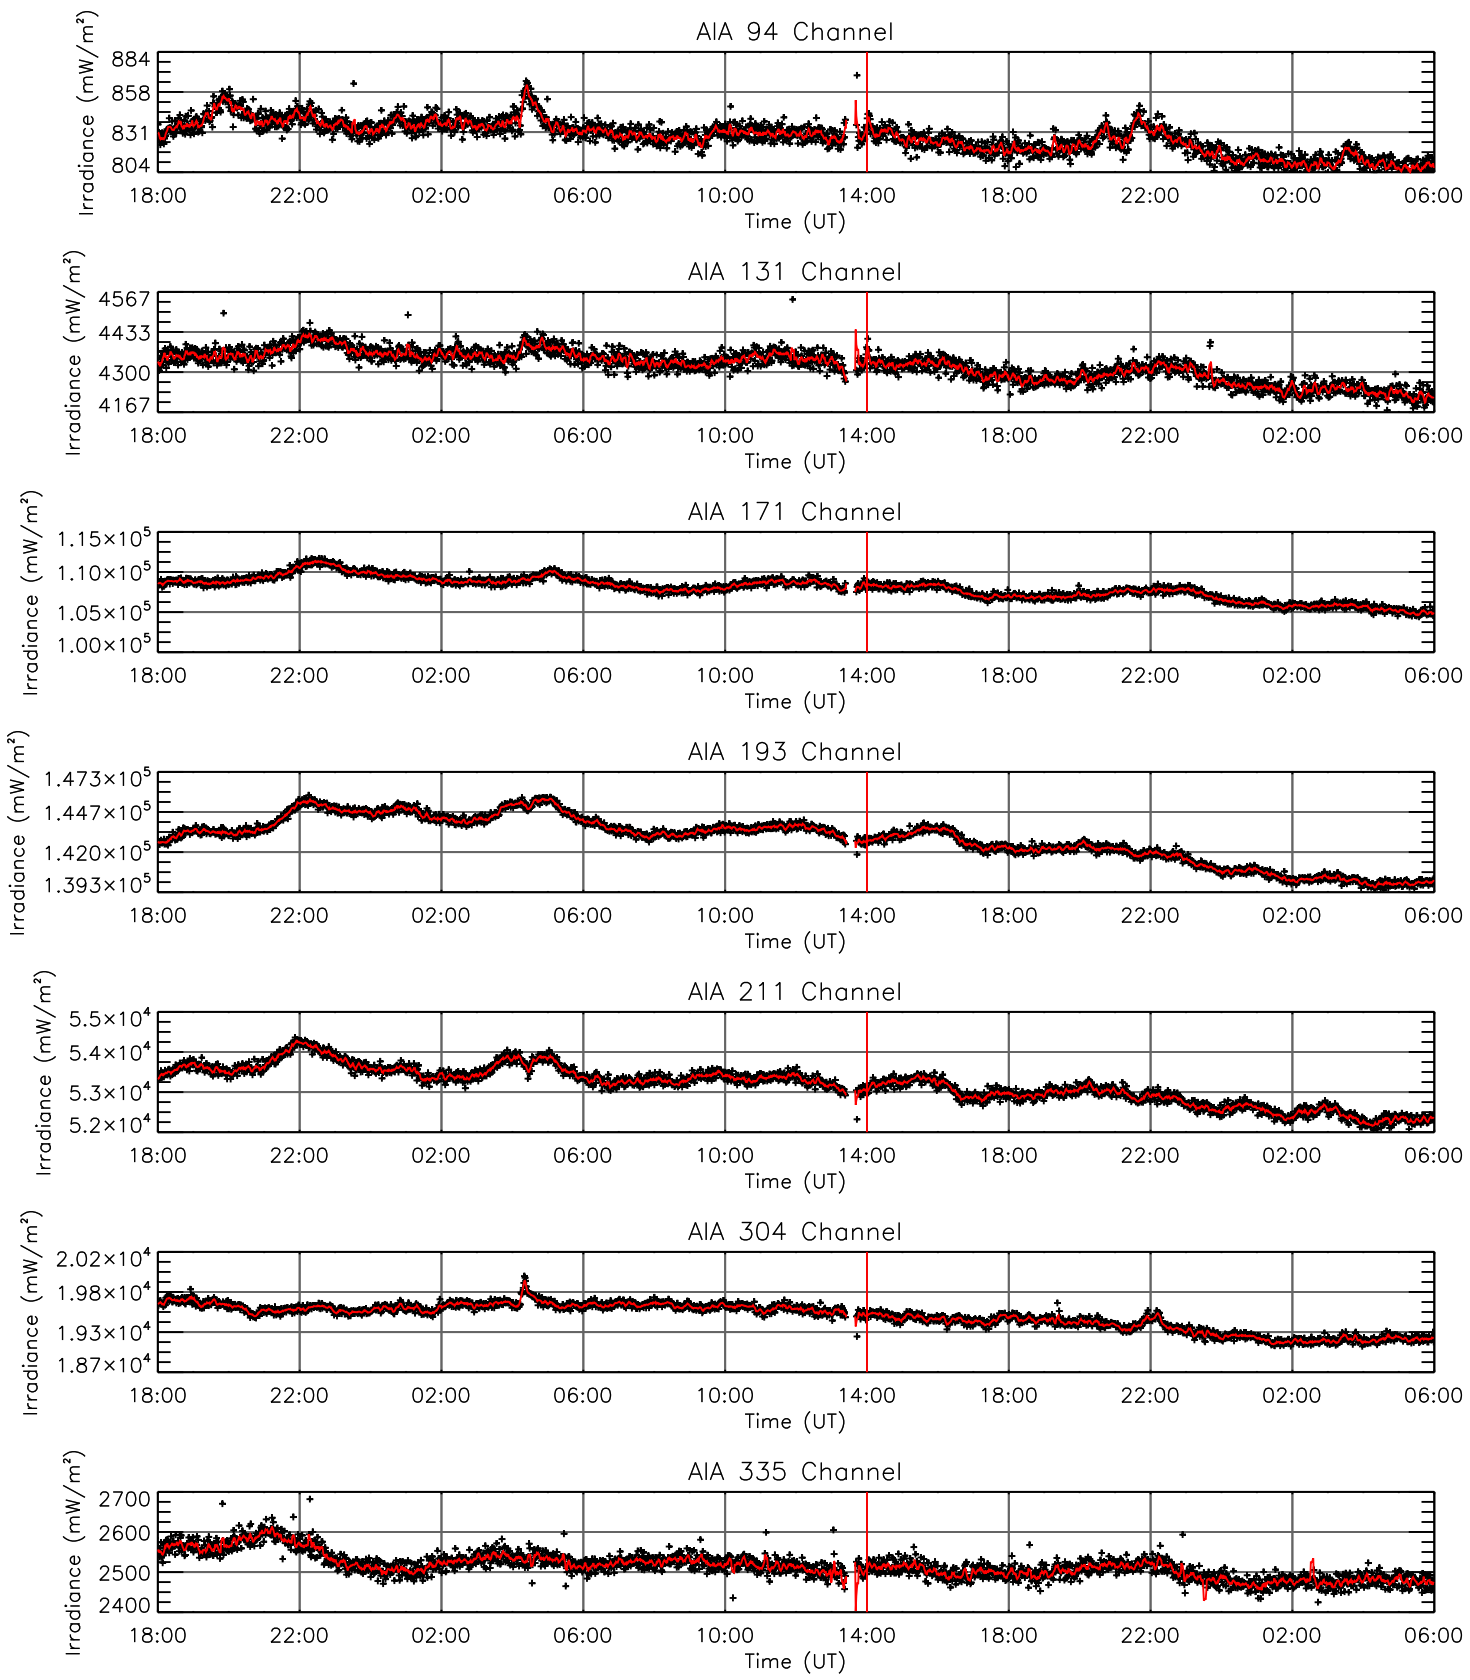 AIA 94 Channel
Irradiance (mW/m²)
884
858
831
804
18:00 22:00 02:00 06:00 10:00 14:00 18:00 22:00 02:00 06:00
Time (UT)
AIA 131 Channel
Irradiance (mW/m²)
4567
4433
4300
4167
18:00 22:00 02:00 06:00 10:00 14:00 18:00 22:00 02:00 06:00
Time (UT)
AIA 171 Channel
Irradiance (mW/m²)
1.15×10⁵
1.10×10⁵
1.05×10⁵
1.00×10⁵
18:00 22:00 02:00 06:00 10:00 14:00 18:00 22:00 02:00 06:00
Time (UT)
AIA 193 Channel
Irradiance (mW/m²)
1.473×10⁵
1.447×10⁵
1.420×10⁵
1.393×10⁵
18:00 22:00 02:00 06:00 10:00 14:00 18:00 22:00 02:00 06:00
Time (UT)
AIA 211 Channel
Irradiance (mW/m²)
5.5×10⁴
5.4×10⁴
5.3×10⁴
5.2×10⁴
18:00 22:00 02:00 06:00 10:00 14:00 18:00 22:00 02:00 06:00
Time (UT)
AIA 304 Channel
Irradiance (mW/m²)
2.02×10⁴
1.98×10⁴
1.93×10⁴
1.87×10⁴
18:00 22:00 02:00 06:00 10:00 14:00 18:00 22:00 02:00 06:00
Time (UT)
AIA 335 Channel
Irradiance (mW/m²)
2700
2600
2500
2400
18:00 22:00 02:00 06:00 10:00 14:00 18:00 22:00 02:00 06:00
Time (UT)